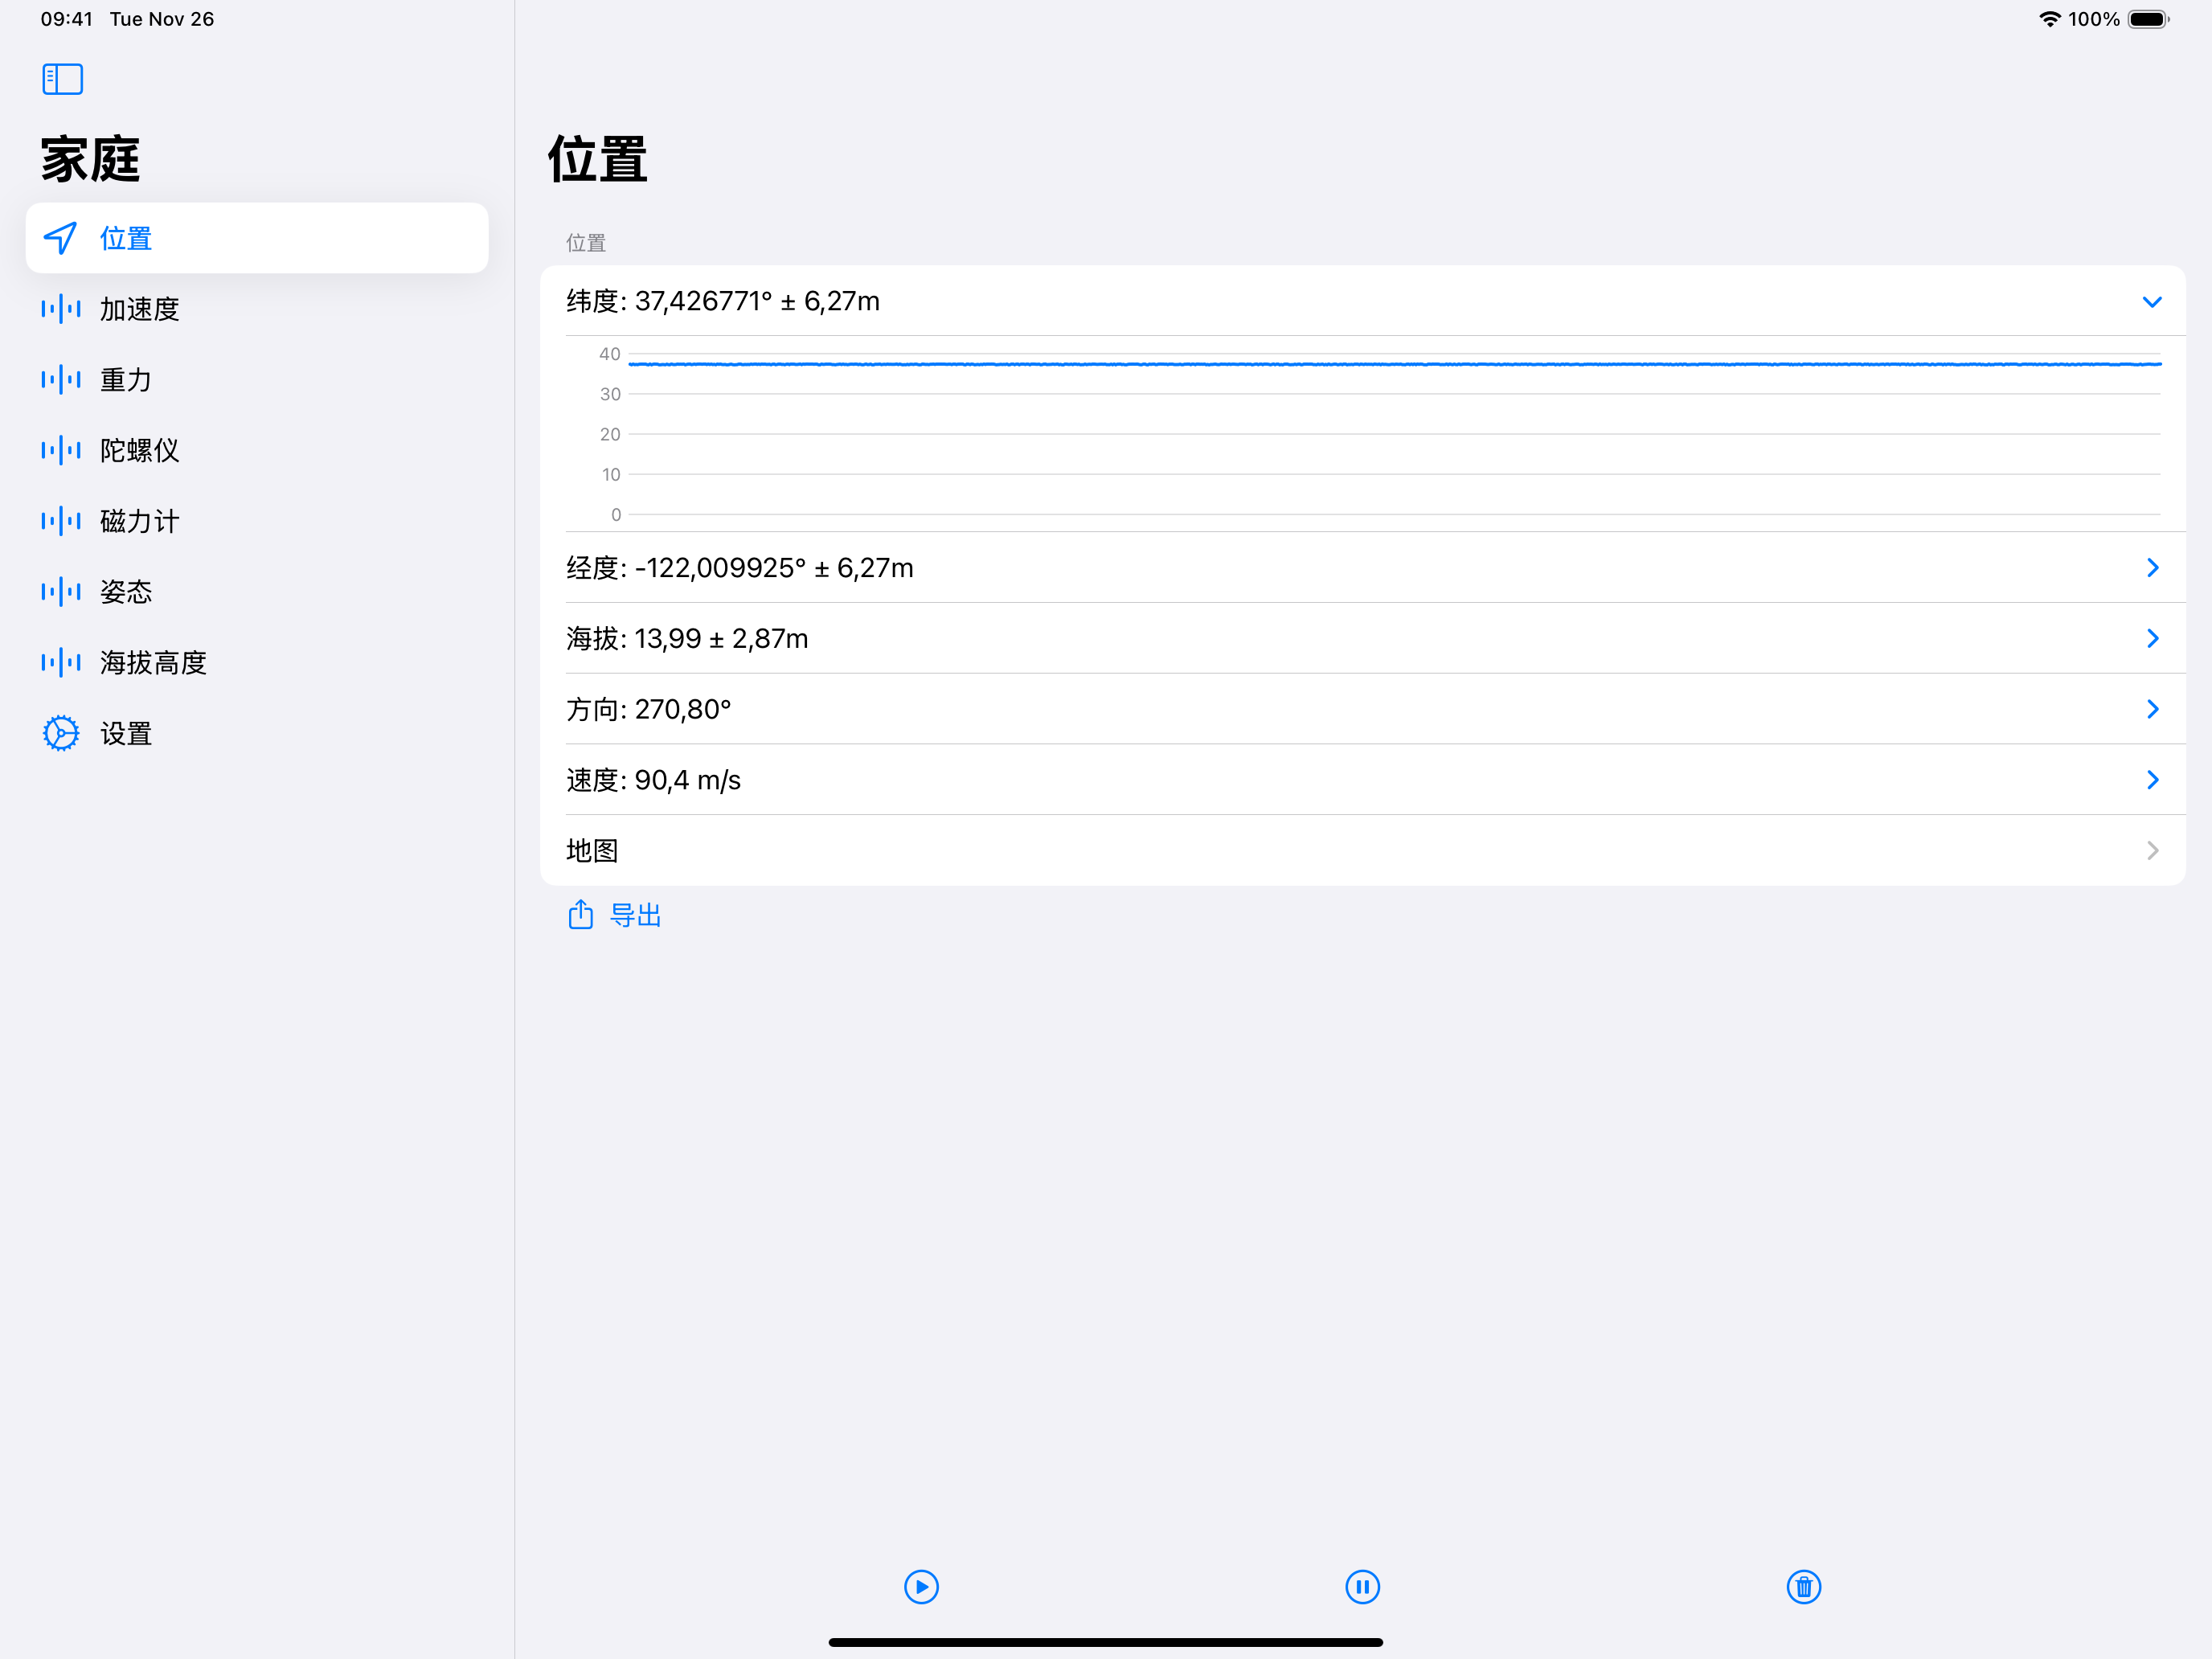 09:41 Tue Nov 26
100%
家庭
位置
加速度
重力
陀螺仪
磁力计
姿态
海拔高度
设置
位置
位置
纬度: 37,426771° ± 6,27m
40
30
20
10
0
经度: -122,009925° ± 6,27m
海拔: 13,99 ± 2,87m
方向: 270,80°
速度: 90,4 m/s
地图
导出